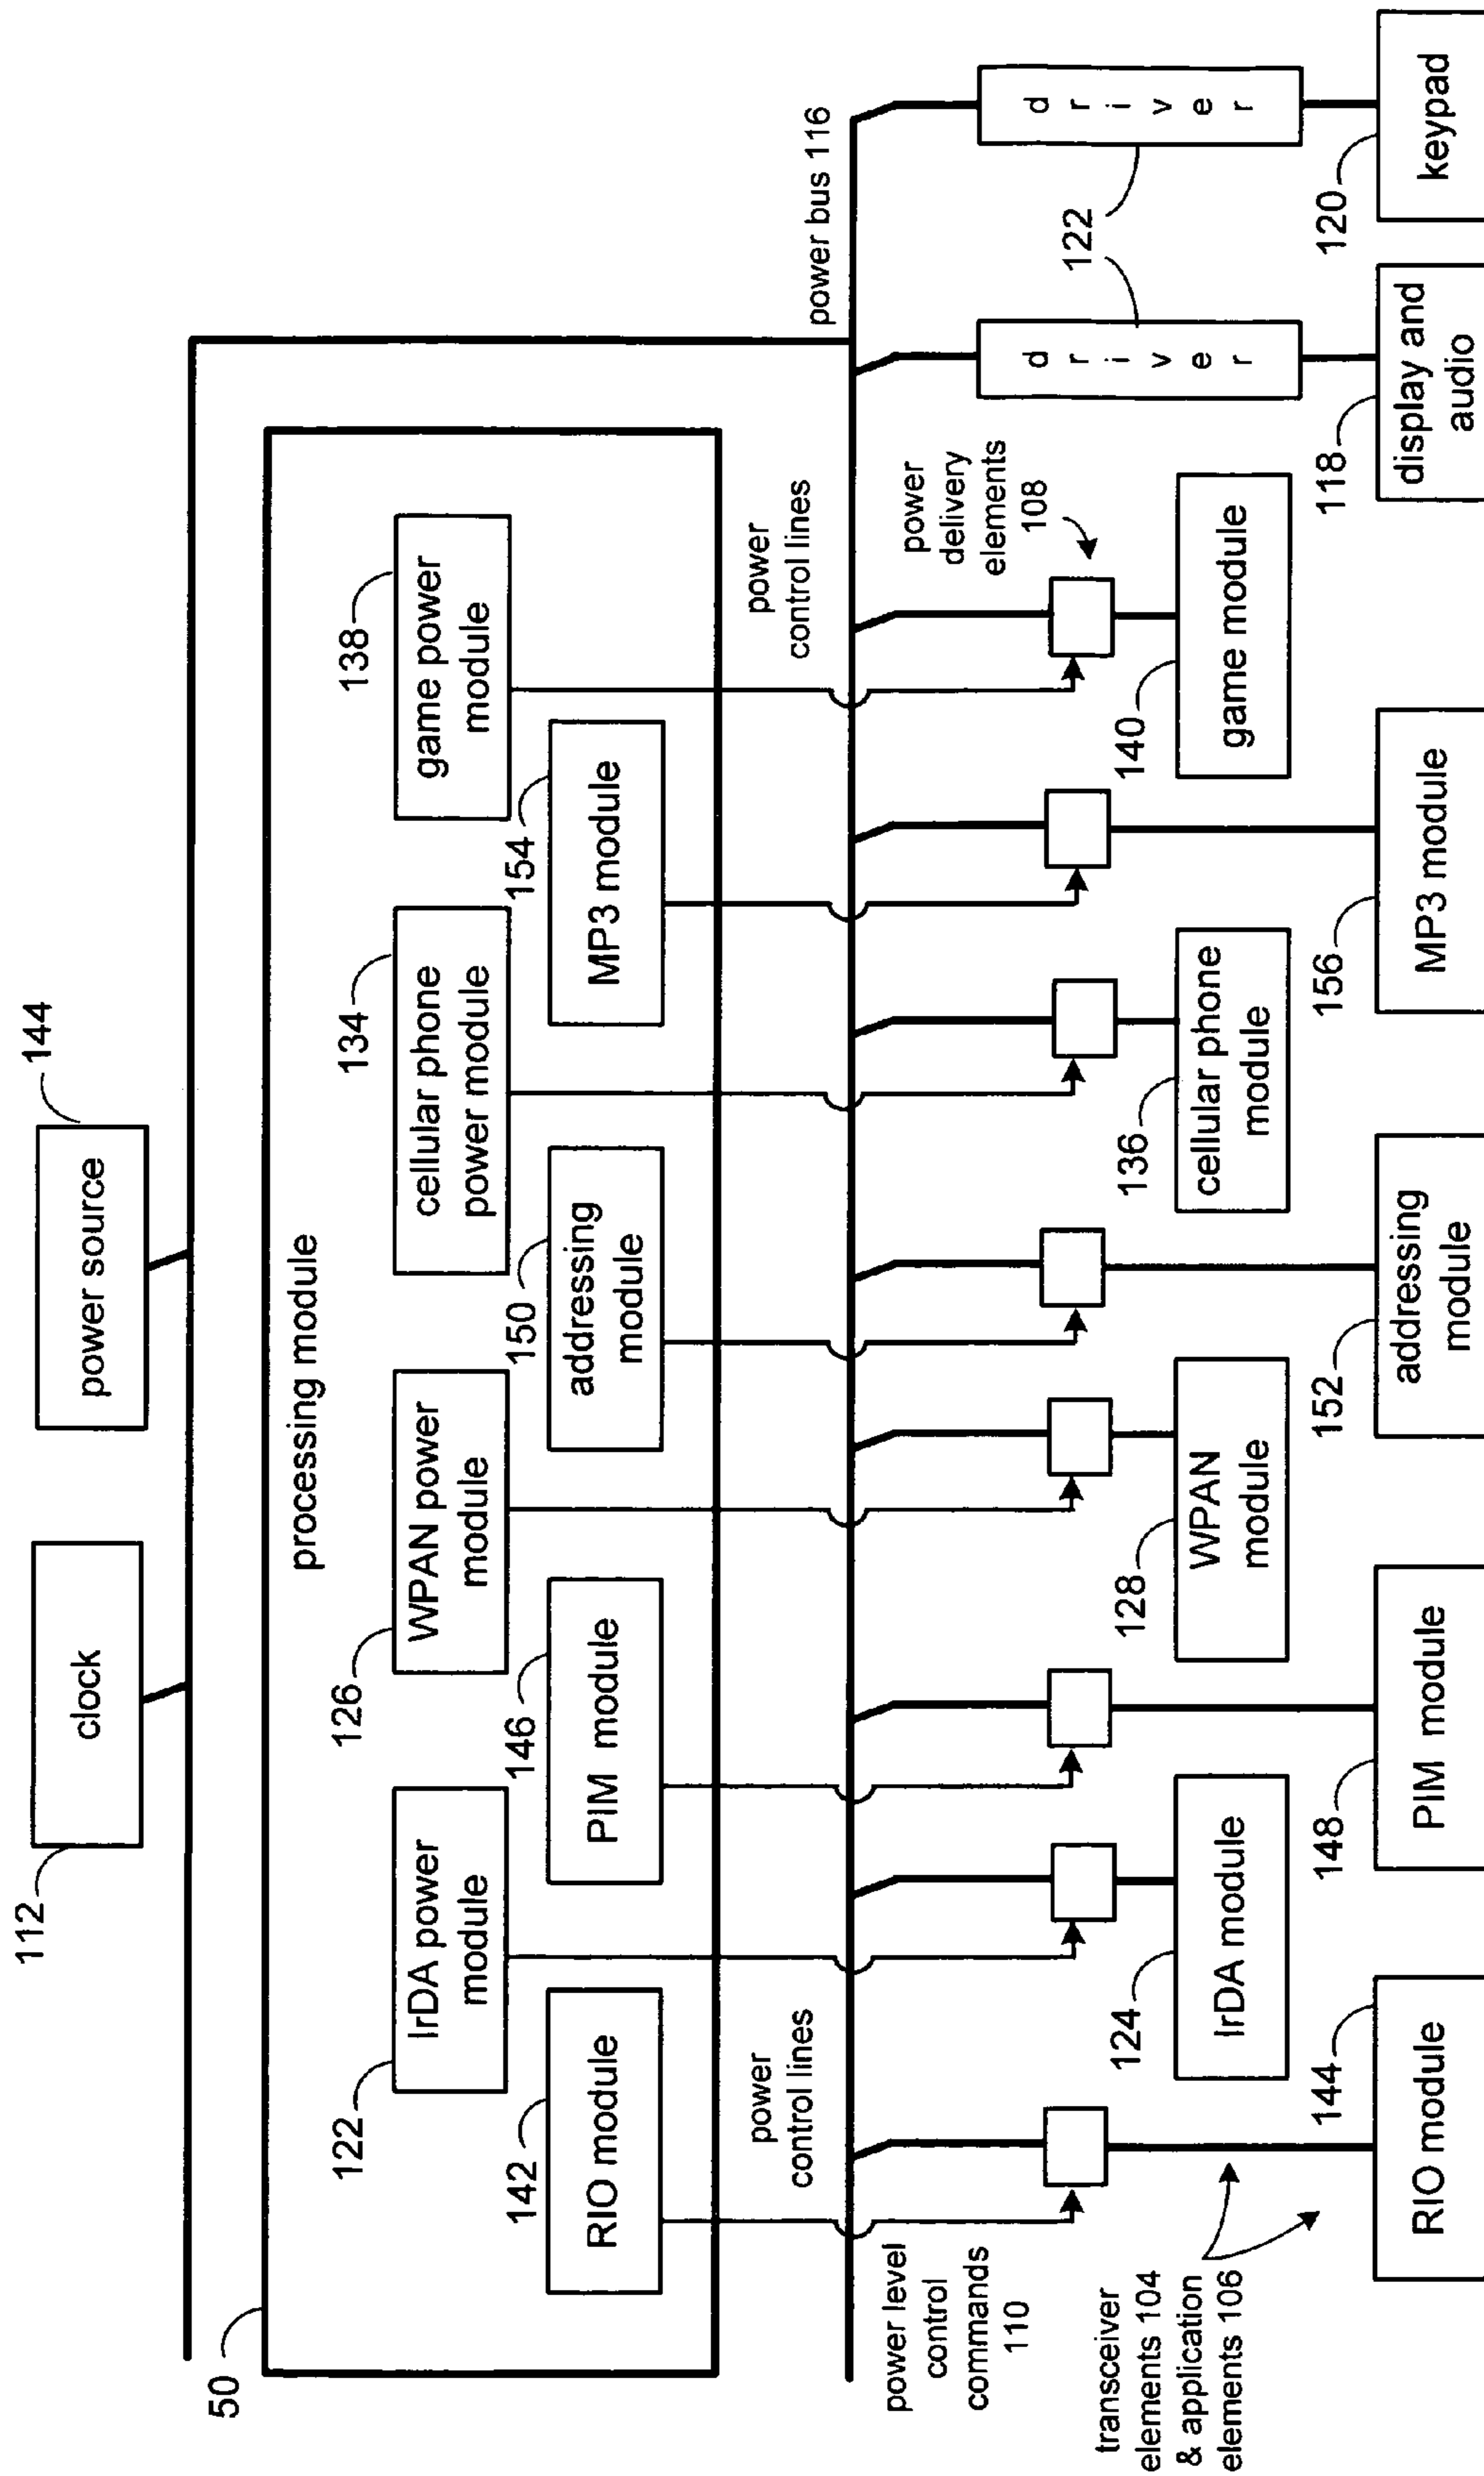 112
clock
power source
144
50
processing module
122
IrDA power
module
126
WPAN power
module
134
cellular phone
power module
138
game power
module
142
RIO module
146
PIM module
150
addressing
module
154
MP3 module
power
control lines
power
control lines
power bus 116
power level
control
commands
110
power
delivery
elements
108
driver
driver
122
transceiver
elements 104
& application
elements 106
124
IrDA module
128
WPAN
module
136
cellular phone
module
140
game module
144
RIO module
148
PIM module
152
addressing
module
156
MP3 module
118
display and
audio
120
keypad